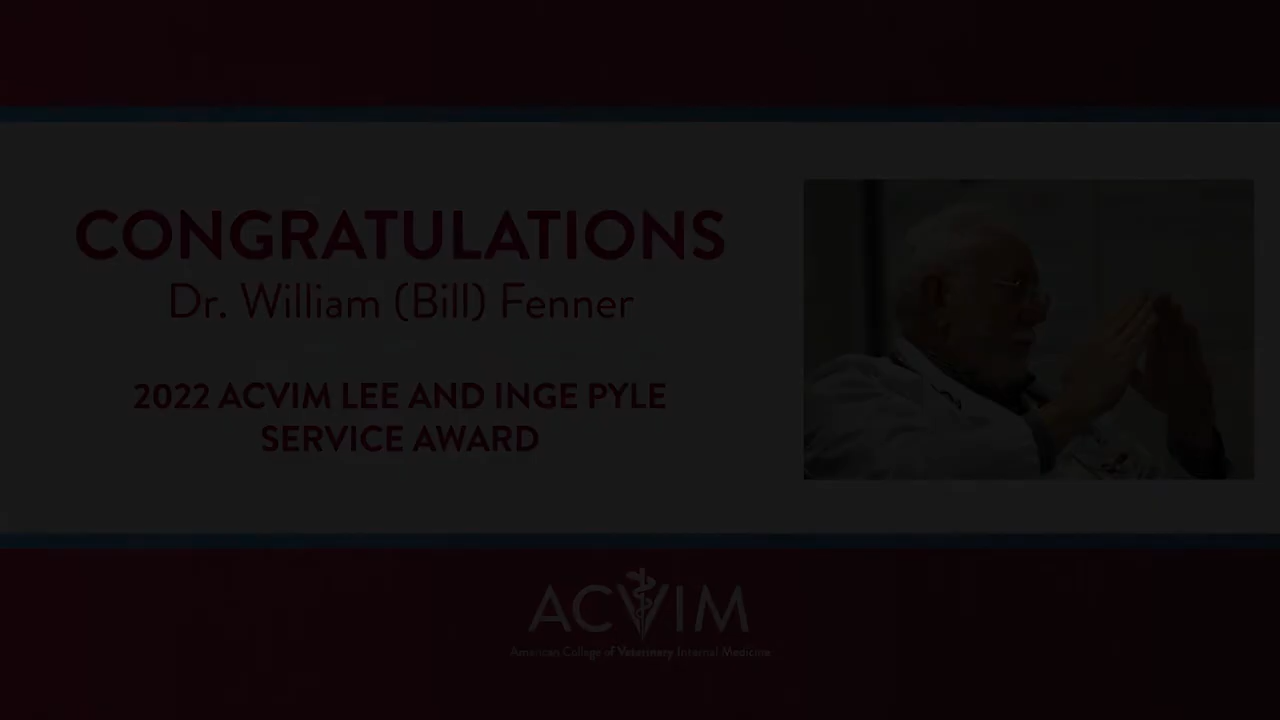 CONGRATULATIONS
Dr. William (Bill) Fenner
2022 ACVIM LEE AND INGE PYLE
SERVICE AWARD
ACVIM
American College of Veterinary Internal Medicine